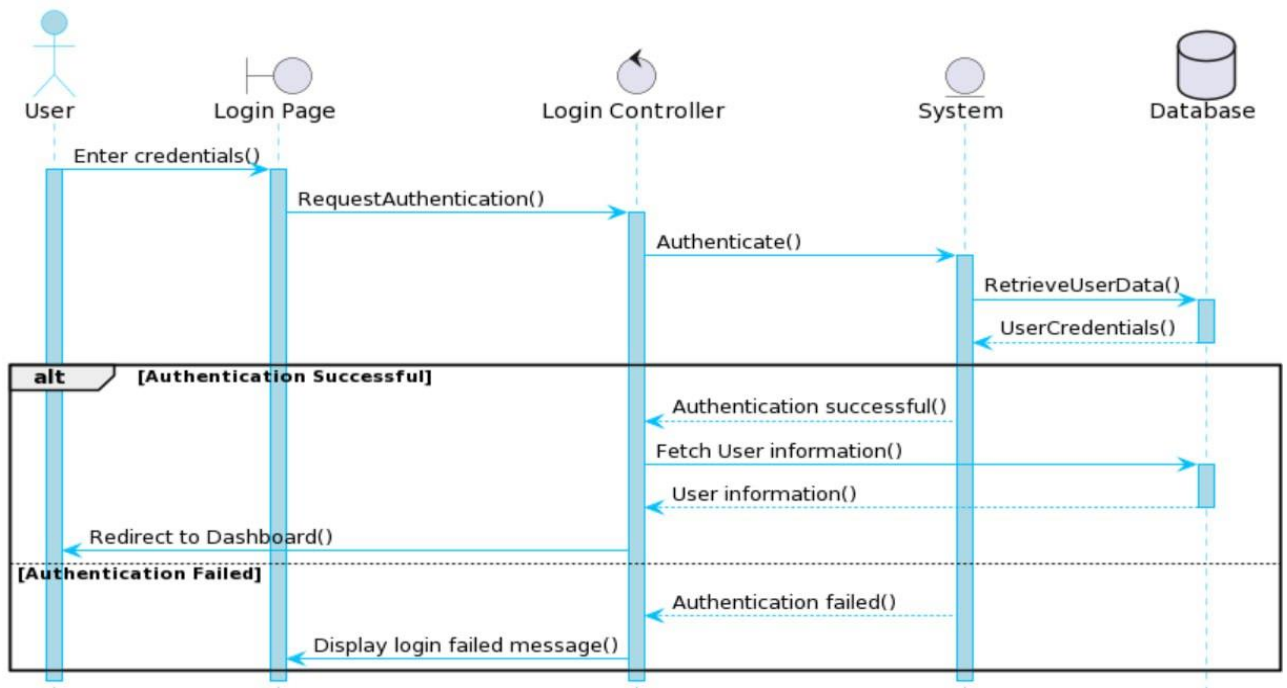 User
Login Page
Login Controller
System
Database
Enter credentials()
RequestAuthentication()
Authenticate()
RetrieveUserData()
UserCredentials()
alt [Authentication Successful]
Authentication successful()
Fetch User information()
User information()
Redirect to Dashboard()
[Authentication Failed]
Authentication failed()
Display login failed message()